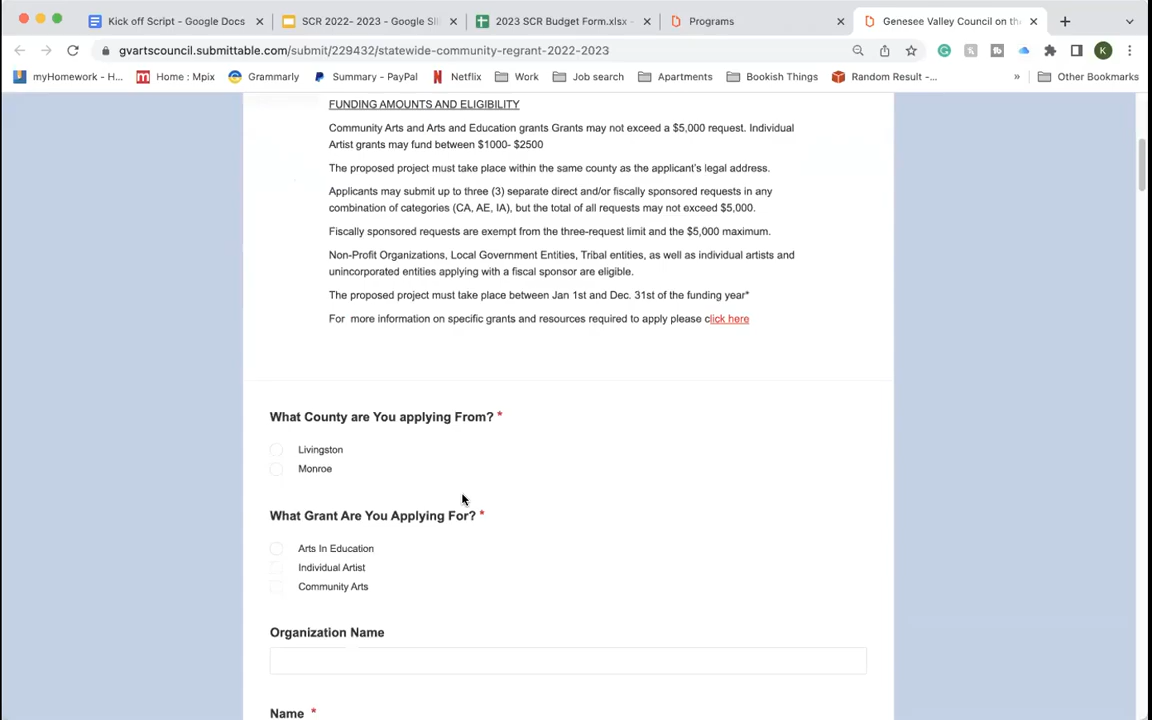 Kick off Script - Google Docs
SCR 2022- 2023 - Google Sli
2023 SCR Budget Form.xlsx -
Programs
Genesee Valley Council on th
gvartscouncil.submittable.com/submit/229432/statewide-community-regrant-2022-2023
K
myHomework - H...
Home : Mpix
Grammarly
Summary - PayPal
Netflix
Work
Job search
Apartments
Bookish Things
Random Result -...
»
Other Bookmarks
FUNDING AMOUNTS AND ELIGIBILITY
Community Arts and Arts and Education grants Grants may not exceed a $5,000 request. Individual
Artist grants may fund between $1000- $2500
The proposed project must take place within the same county as the applicant's legal address.
Applicants may submit up to three (3) separate direct and/or fiscally sponsored requests in any
combination of categories (CA, AE, IA), but the total of all requests may not exceed $5,000.
Fiscally sponsored requests are exempt from the three-request limit and the $5,000 maximum.
Non-Profit Organizations, Local Government Entities, Tribal entities, as well as individual artists and
unincorporated entities applying with a fiscal sponsor are eligible.
The proposed project must take place between Jan 1st and Dec. 31st of the funding year*
For more information on specific grants and resources required to apply please click here
What County are You applying From? *
Livingston
Monroe
What Grant Are You Applying For? *
Arts In Education
Individual Artist
Community Arts
Organization Name
Name *